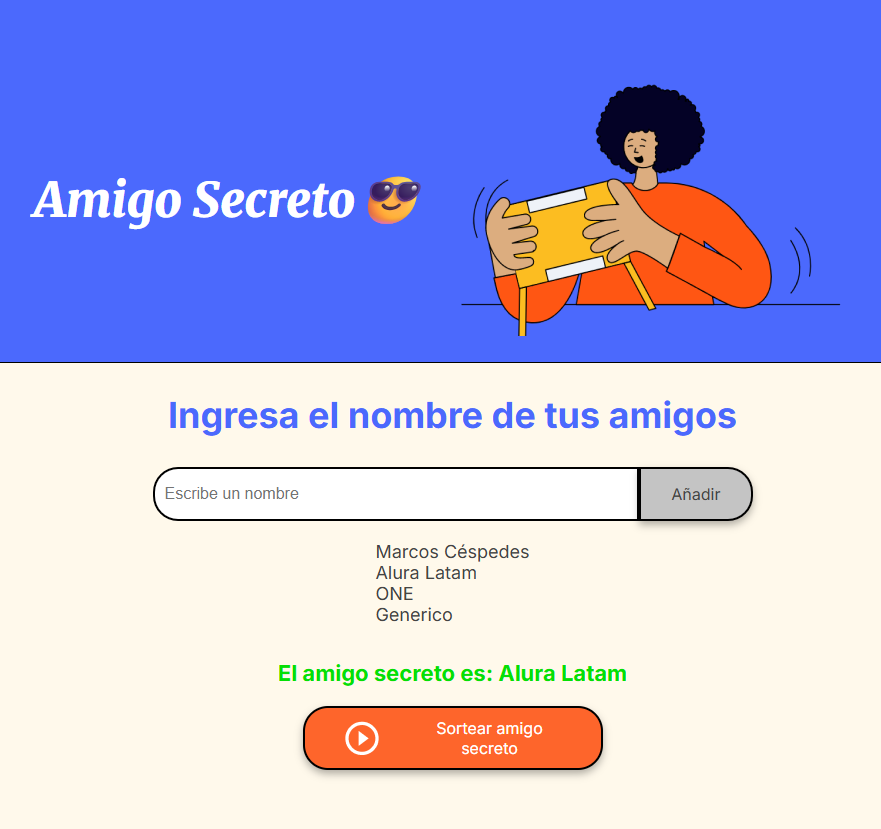 Amigo Secreto 😎
Ingresa el nombre de tus amigos
Escribe un nombre
Añadir
Marcos Céspedes
Alura Latam
ONE
Generico
El amigo secreto es: Alura Latam
Sortear amigo
secreto